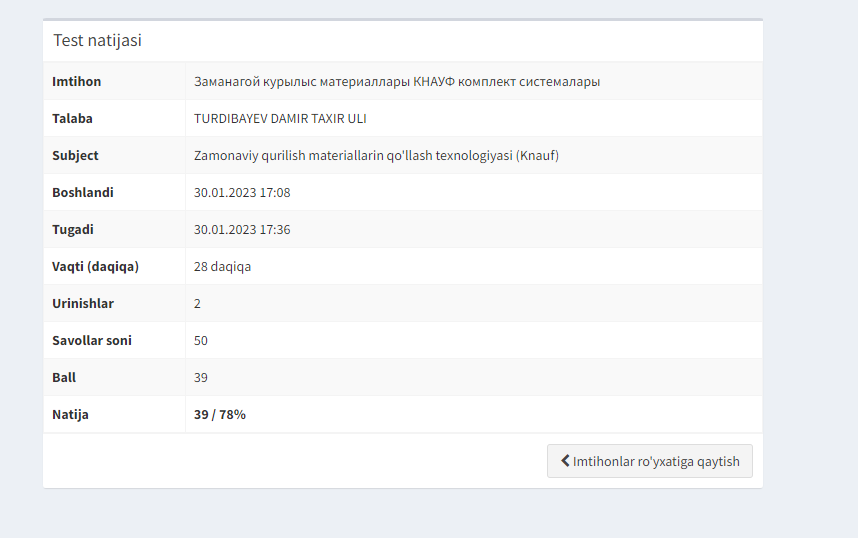 Test natijasi
Imtihon Заманагой курылыс материаллары КНАУФ комплект системалары
Talaba TURDIBAYEV DAMIR TAXIR ULI
Subject Zamonaviy qurilish materiallarin qo'llash texnologiyasi (Knauf)
Boshlandi 30.01.2023 17:08
Tugadi 30.01.2023 17:36
Vaqti (daqiqa) 28 daqiqa
Urinishlar 2
Savollar soni 50
Ball 39
Natija 39 / 78%
Imtihonlar ro'yxatiga qaytish